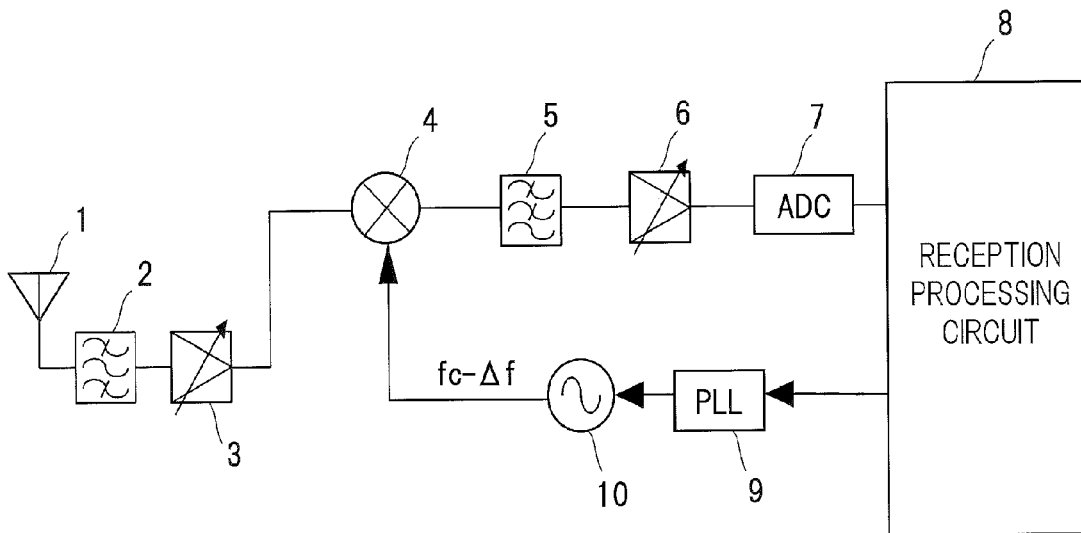 8
4
5
6
7
ADC
1
2
RECEPTION
PROCESSING
CIRCUIT
fc-Δf
PLL
3
10
9